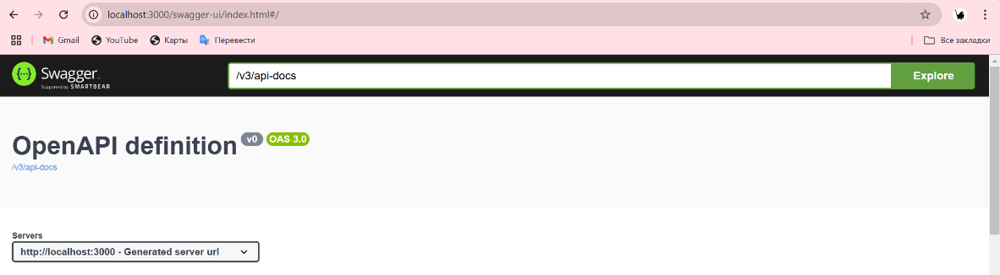 localhost:3000/swagger-ui/index.html#/
Gmail YouTube Карты Перевести Все закладки
Swagger.
Supported by SMARTBEAR
/v3/api-docs Explore
OpenAPI definition v0 OAS 3.0
/v3/api-docs
Servers
http://localhost:3000 - Generated server url